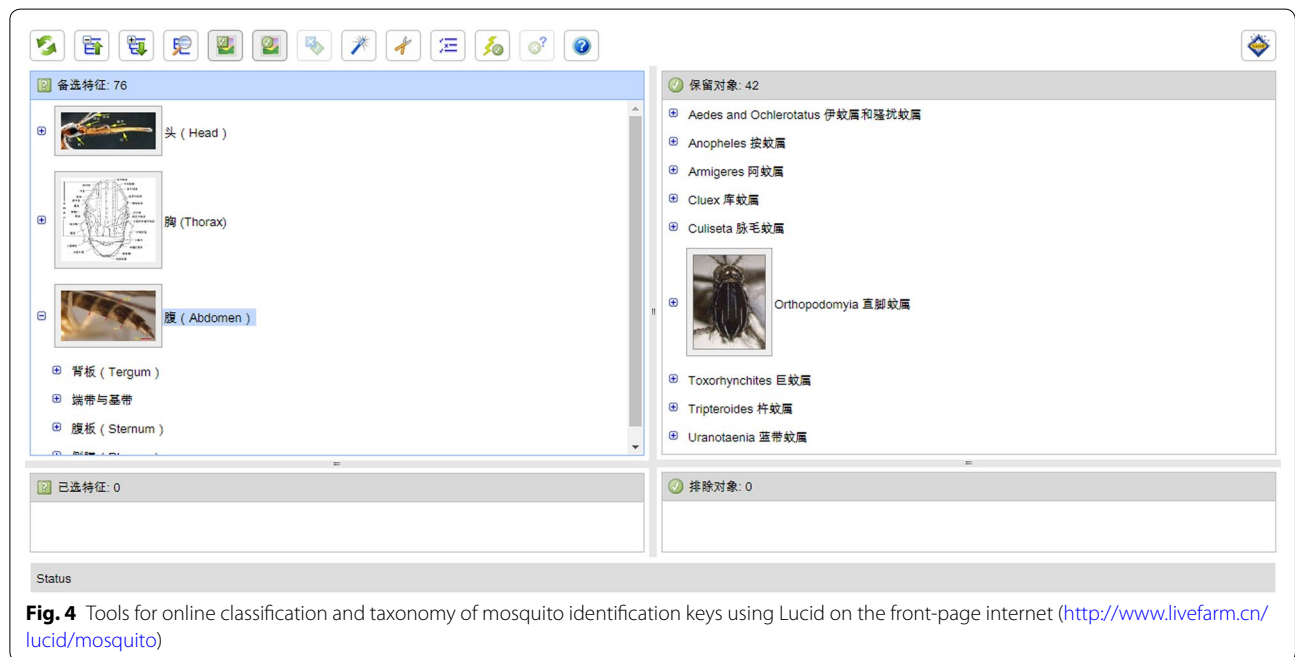 备选特征: 76
头 ( Head )
胸 (Thorax)
腹 ( Abdomen )
背板 ( Tergum )
端带与基带
腹板 ( Sternum )
已选特征: 0
保留对象: 42
Aedes and Ochlerotatus 伊蚊属和骚扰蚊属
Anopheles 按蚊属
Armigeres 阿蚊属
Cluex 库蚊属
Culiseta 脉毛蚊属
Orthopodomyia 直脚蚊属
Toxorhynchites 巨蚊属
Tripteroides 杵蚊属
Uranotaenia 蓝带蚊属
排除对象: 0
Status
Fig. 4 Tools for online classification and taxonomy of mosquito identification keys using Lucid on the front-page internet (http://www.livefarm.cn/
lucid/mosquito)